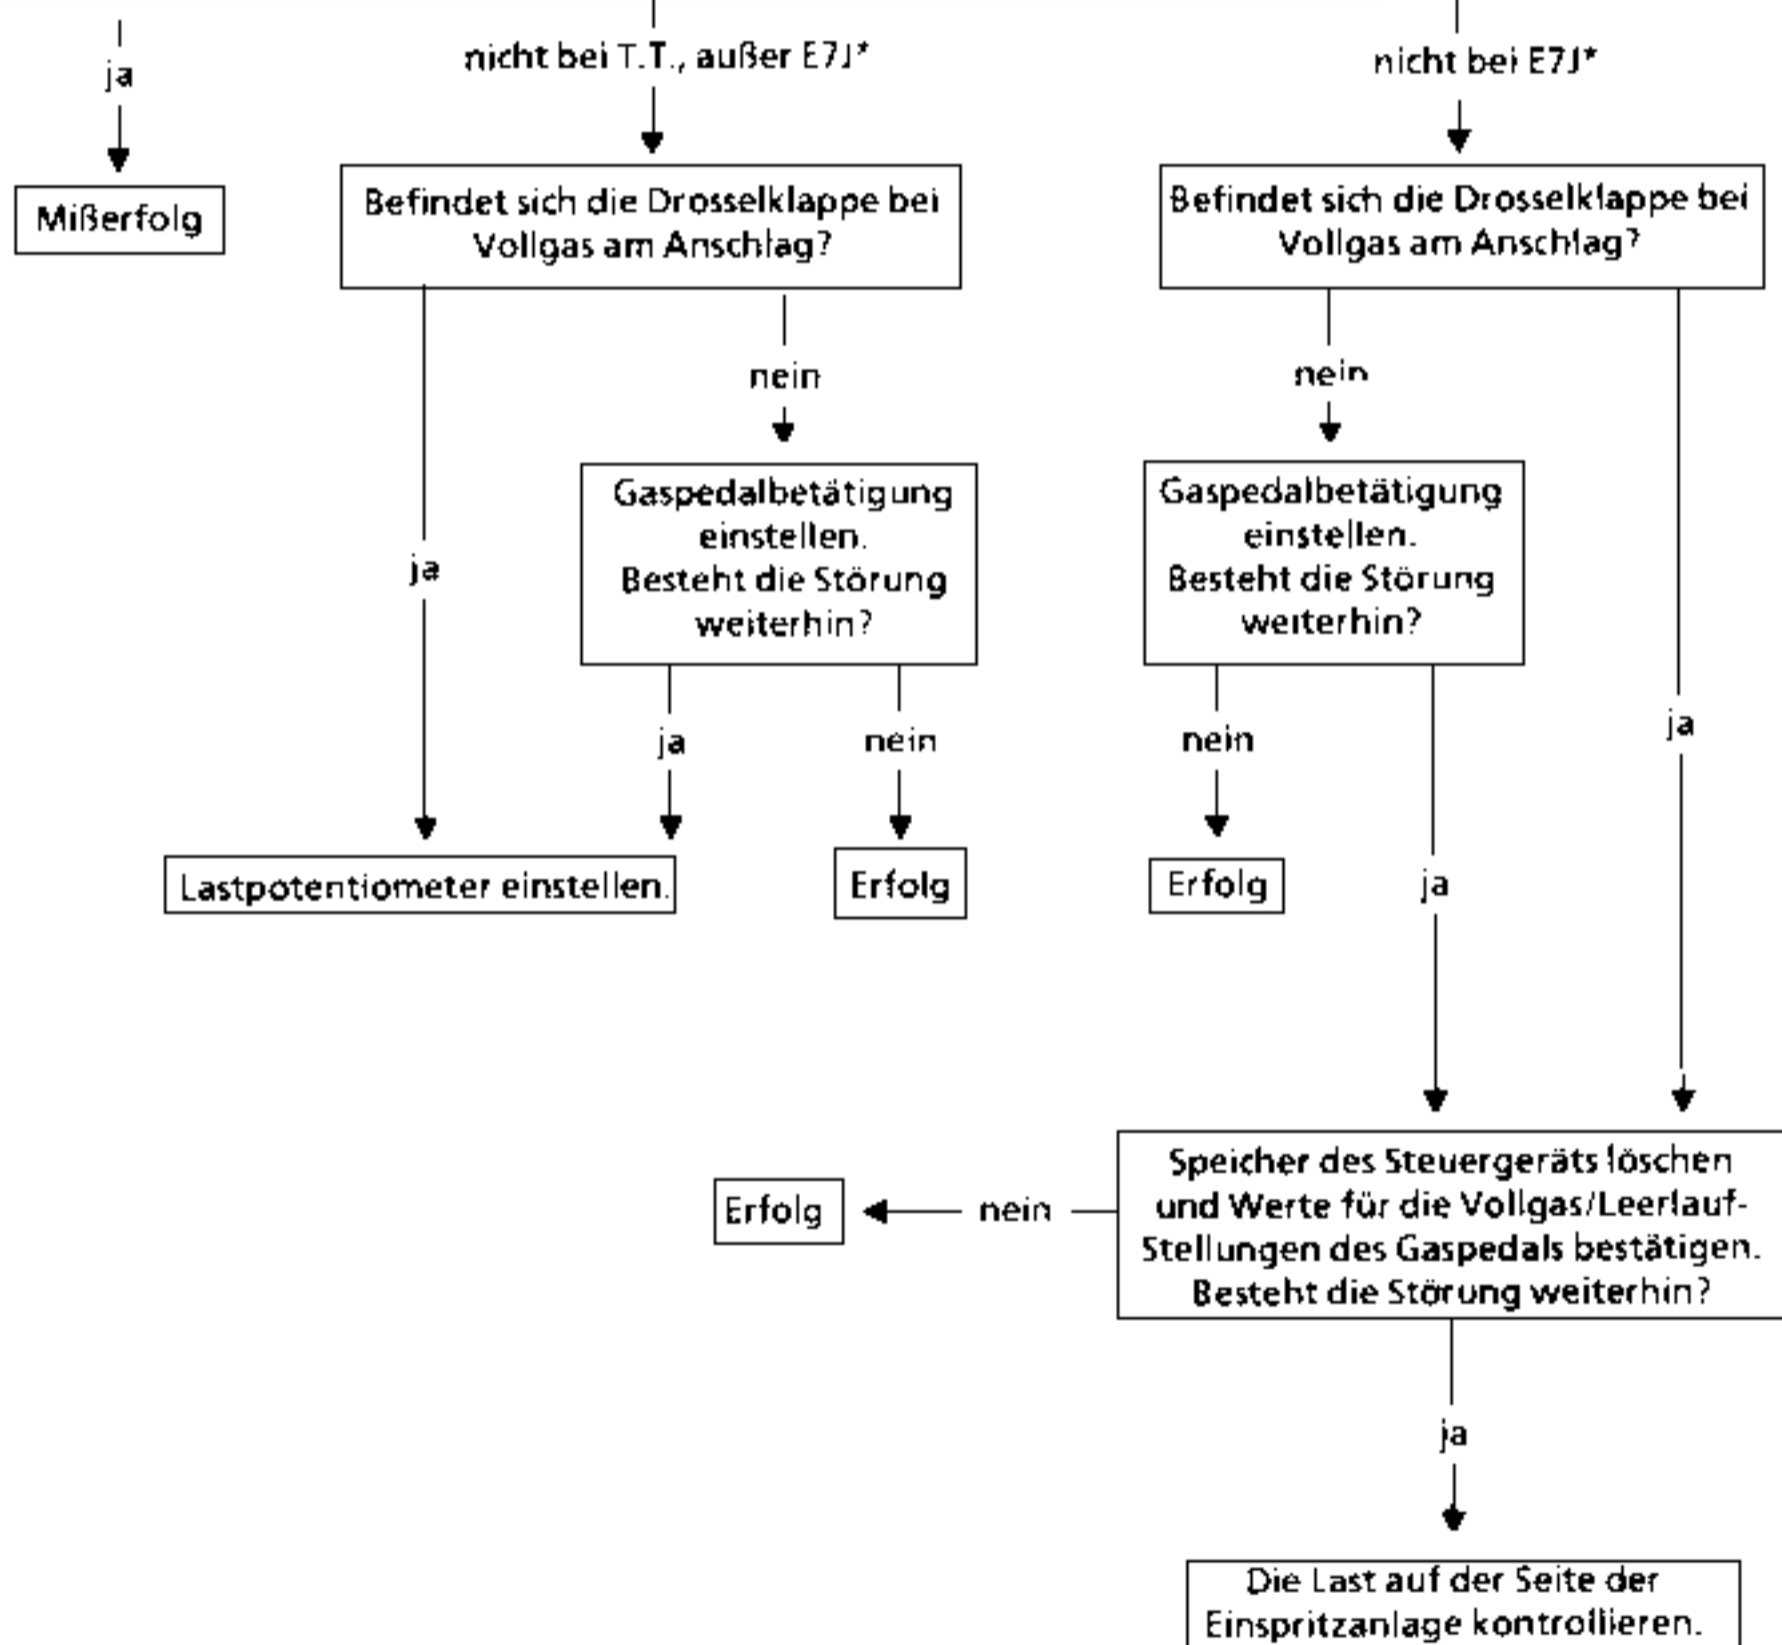 ja
nicht bei T.T., außer E7J*
nicht bei E7J*
Mißerfolg
Befindet sich die Drosselklappe bei
Vollgas am Anschlag?
Befindet sich die Drosselklappe bei
Vollgas am Anschlag?
nein
nein
Gaspedalbetätigung
einstellen.
Besteht die Störung
weiterhin?
Gaspedalbetätigung
einstellen.
Besteht die Störung
weiterhin?
ja
ja
nein
nein
ja
Lastpotentiometer einstellen.
Erfolg
Erfolg
ja
Speicher des Steuergeräts löschen
und Werte für die Vollgas/Leerlauf-
Stellungen des Gaspedals bestätigen.
Besteht die Störung weiterhin?
nein
Erfolg
ja
Die Last auf der Seite der
Einspritzanlage kontrollieren.